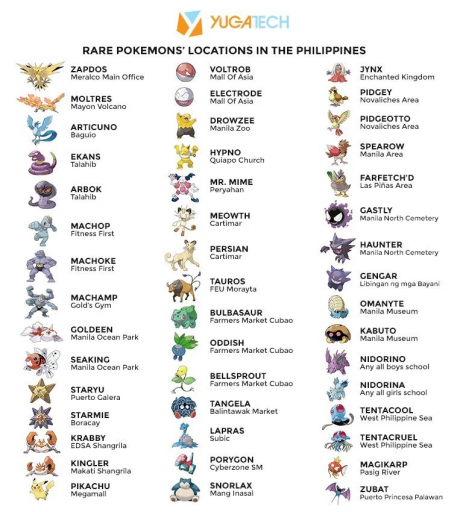 YUGATECH
RARE POKEMONS' LOCATIONS IN THE PHILIPPINES
ZAPDOS
Meralco Main Office
MOLTRES
Mayon Volcano
ARTICUNO
Baguio
EKANS
Talahib
ARBOK
Talahib
MACHOP
Fitness First
MACHOKE
Fitness First
MACHAMP
Gold's Gym
GOLDEEN
Manila Ocean Park
SEAKING
Manila Ocean Park
STARYU
Puerto Galera
STARMIE
Boracay
KRABBY
EDSA Shangrila
KINGLER
Makati Shangrila
PIKACHU
Megamall
VOLTROB
Mall Of Asia
ELECTRODE
Mall Of Asia
DROWZEE
Manila Zoo
HYPNO
Quiapo Church
MR. MIME
Peryahan
MEOWTH
Cartimar
PERSIAN
Cartimar
TAUROS
FEU Morayta
BULBASAUR
Farmers Market Cubao
ODDISH
Farmers Market Cubao
BELLSPROUT
Farmers Market Cubao
TANGELA
Balintawak Market
LAPRAS
Subic
PORYGON
Cyberzone SM
SNORLAX
Mang Inasal
JYNX
Enchanted Kingdom
PIDGEY
Novaliches Area
PIDGEOTTO
Novaliches Area
SPEAROW
Manila Area
FARFETCH'D
Las Piñas Area
GASTLY
Manila North Cemetery
HAUNTER
Manila North Cemetery
GENGAR
Libingan ng mga Bayani
OMANYTE
Manila Museum
KABUTO
Manila Museum
NIDORINO
Any all boys school
NIDORINA
Any all girls school
TENTACOOL
West Philippine Sea
TENTACRUEL
West Philippine Sea
MAGIKARP
Pasig River
ZUBAT
Puerto Princesa Palawan